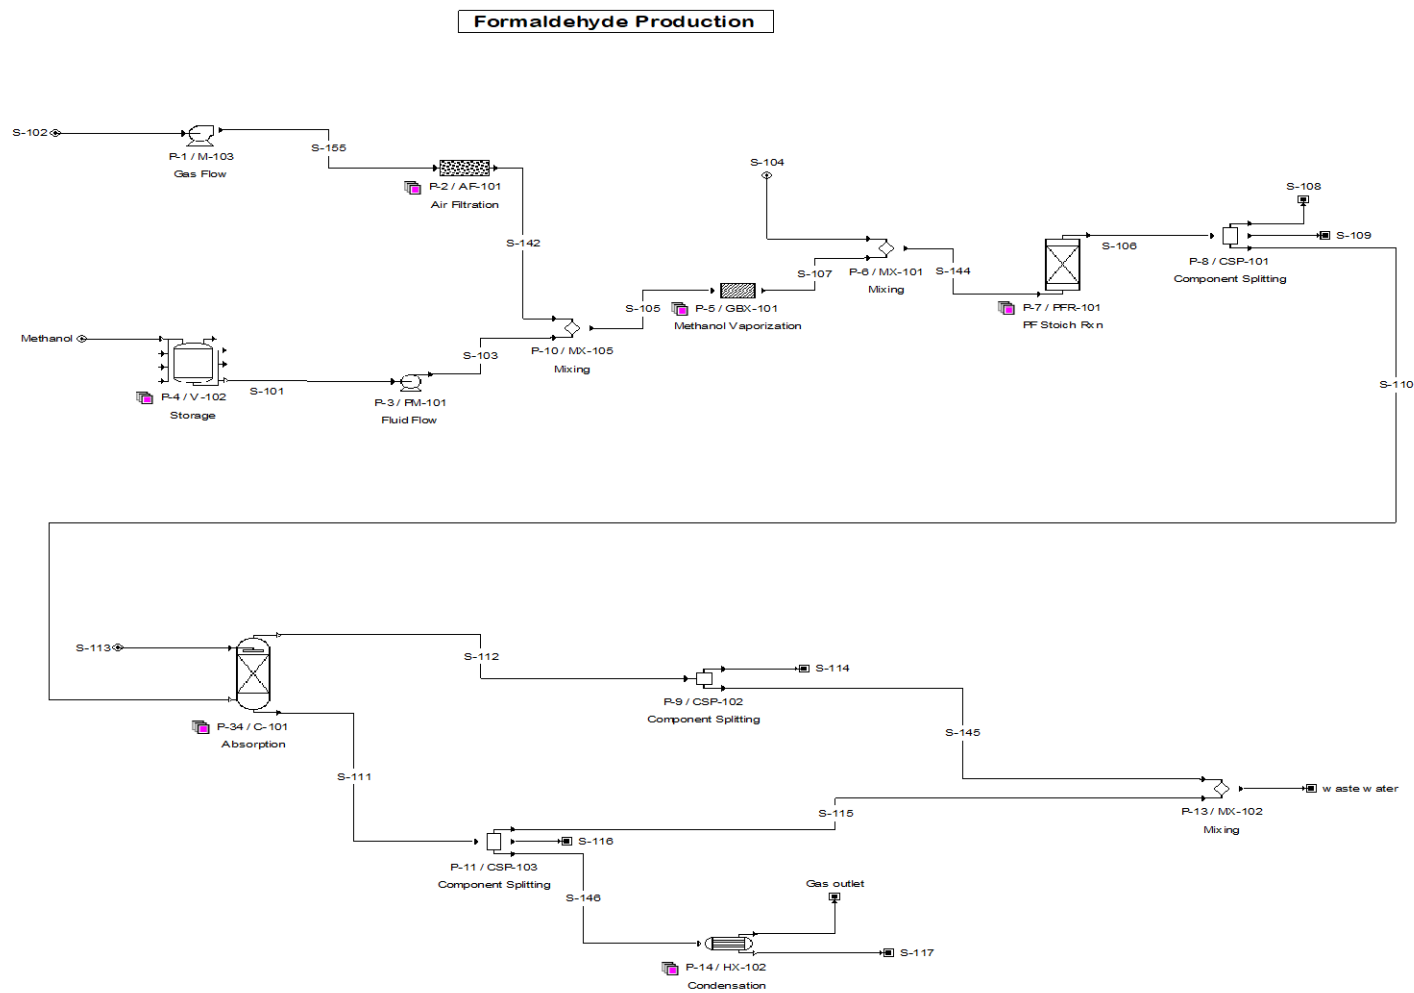 Formaldehyde Production
S-102
P-1 / M-103
Gas Flow
S-155
P-2 / AF-101
Air Filtration
S-142
S-104
S-108
S-109
P-8 / CSP-101
Component Splitting
S-106
P-6 / MX-101
Mixing
S-144
S-107
P-7 / PFR-101
PF Stoich Rxn
S-105
P-5 / GBX-101
Methanol Vaporization
Methanol
P-10 / MX-105
Mixing
S-103
S-101
P-4 / V-102
Storage
P-3 / PM-101
Fluid Flow
S-110
S-113
S-112
S-114
P-9 / CSP-102
Component Splitting
P-34 / C-101
Absorption
S-145
S-111
waste water
S-115
P-13 / MX-102
Mixing
S-116
P-11 / CSP-103
Component Splitting
S-146
Gas outlet
S-117
P-14 / HX-102
Condensation